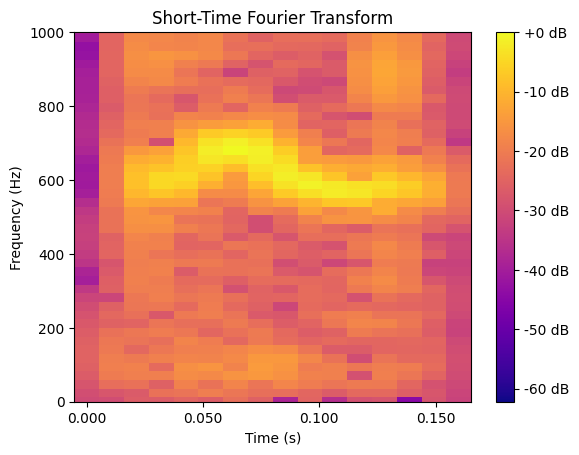 Short-Time Fourier Transform
1000
800
600
400
200
0
Frequency (Hz)
0.000 0.050 0.100 0.150
Time (s)
+0 dB
-10 dB
-20 dB
-30 dB
-40 dB
-50 dB
-60 dB